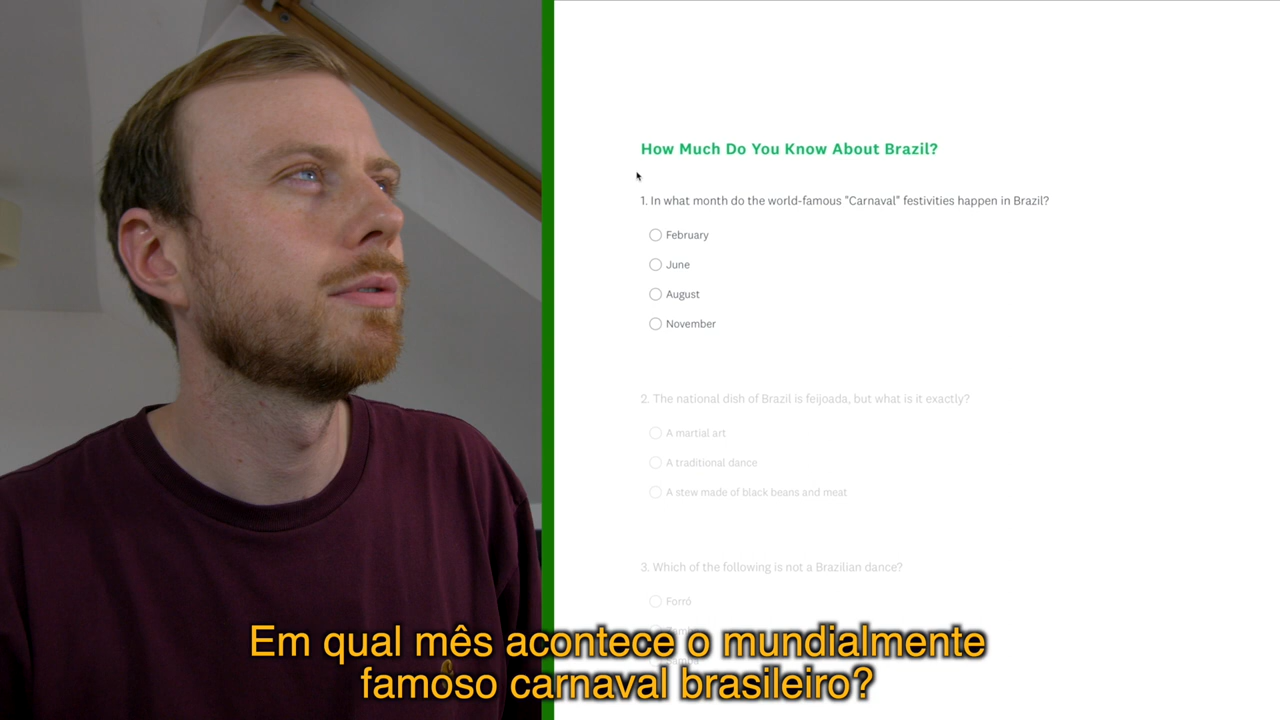 How Much Do You Know About Brazil?
1. In what month do the world-famous "Carnaval" festivities happen in Brazil?
February
June
August
November
2. The national dish of Brazil is feijoada, but what is it exactly?
A martial art
A traditional dance
A stew made of black beans and meat
3. Which of the following is not a Brazilian dance?
Forró
Em qual mês acontece o mundialmente
famoso carnaval brasileiro?